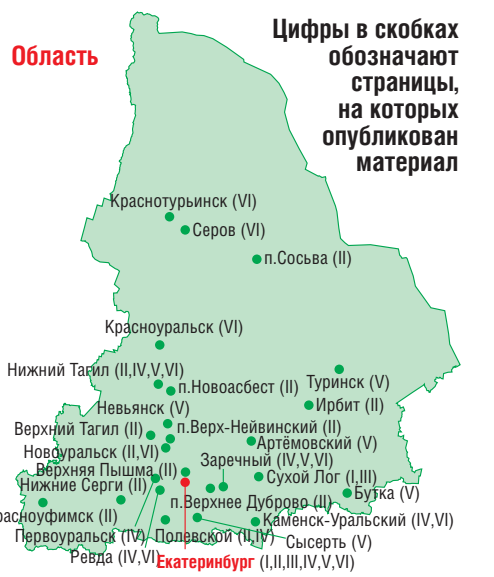 Область
Цифры в скобках
обозначают
страницы,
на которых
опубликован
материал
Краснотурьинск (VI)
Серов (VI)
п.Сосьва (II)
Красноуральск (VI)
Нижний Тагил (II,IV,V,VI)
п.Новоасбест (II)
Туринск (V)
Невьянск (V)
Ирбит (II)
Верхний Тагил (II)
п.Верх-Нейвинский (II)
Новоуральск (II,VI)
Артёмовский (V)
Верхняя Пышма (II)
Заречный (IV,V,VI)
Нижние Серги (II)
Сухой Лог (I,III)
п.Верхнее Дуброво (II)
Бутка (V)
расноуфимск (II)
Каменск-Уральский (IV,VI)
Первоуральск (IV)
Полевской (II,IV)
Сысерть (V)
Ревда (IV,VI)
Екатеринбург (I,II,III,IV,V,VI)